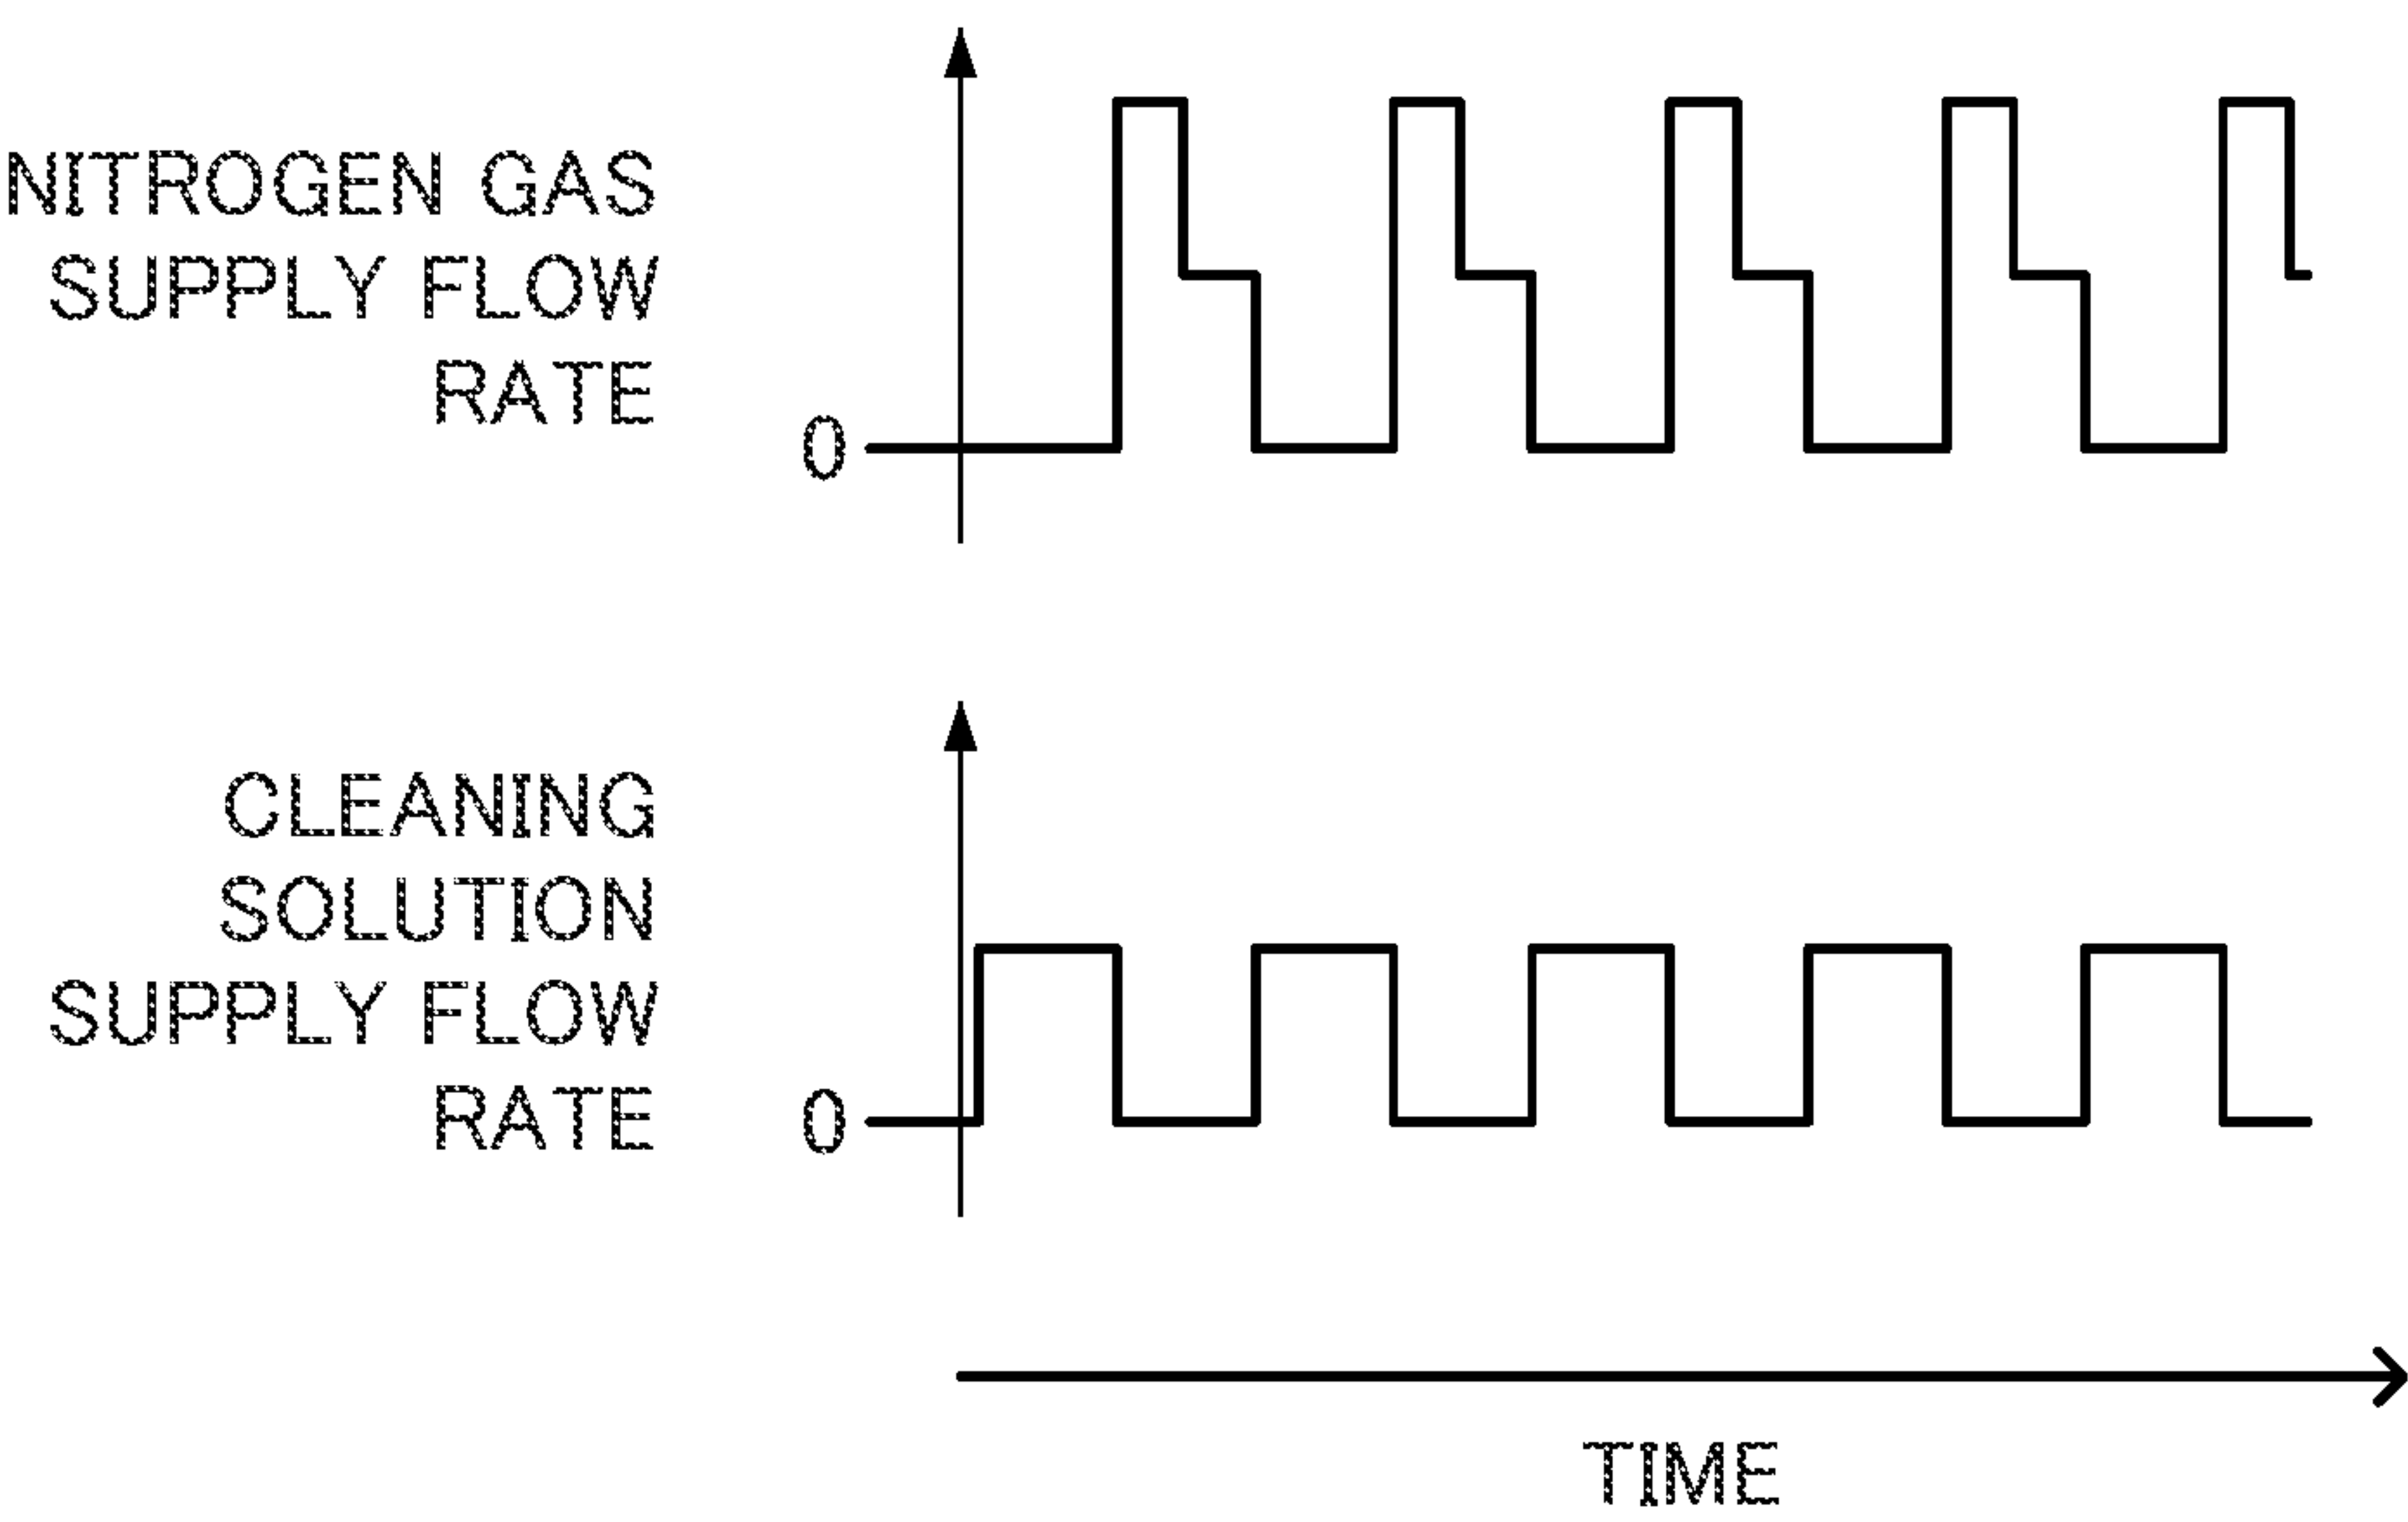 NITROGEN GAS
SUPPLY FLOW
RATE
0
CLEANING
SOLUTION
SUPPLY FLOW
RATE
0
TIME